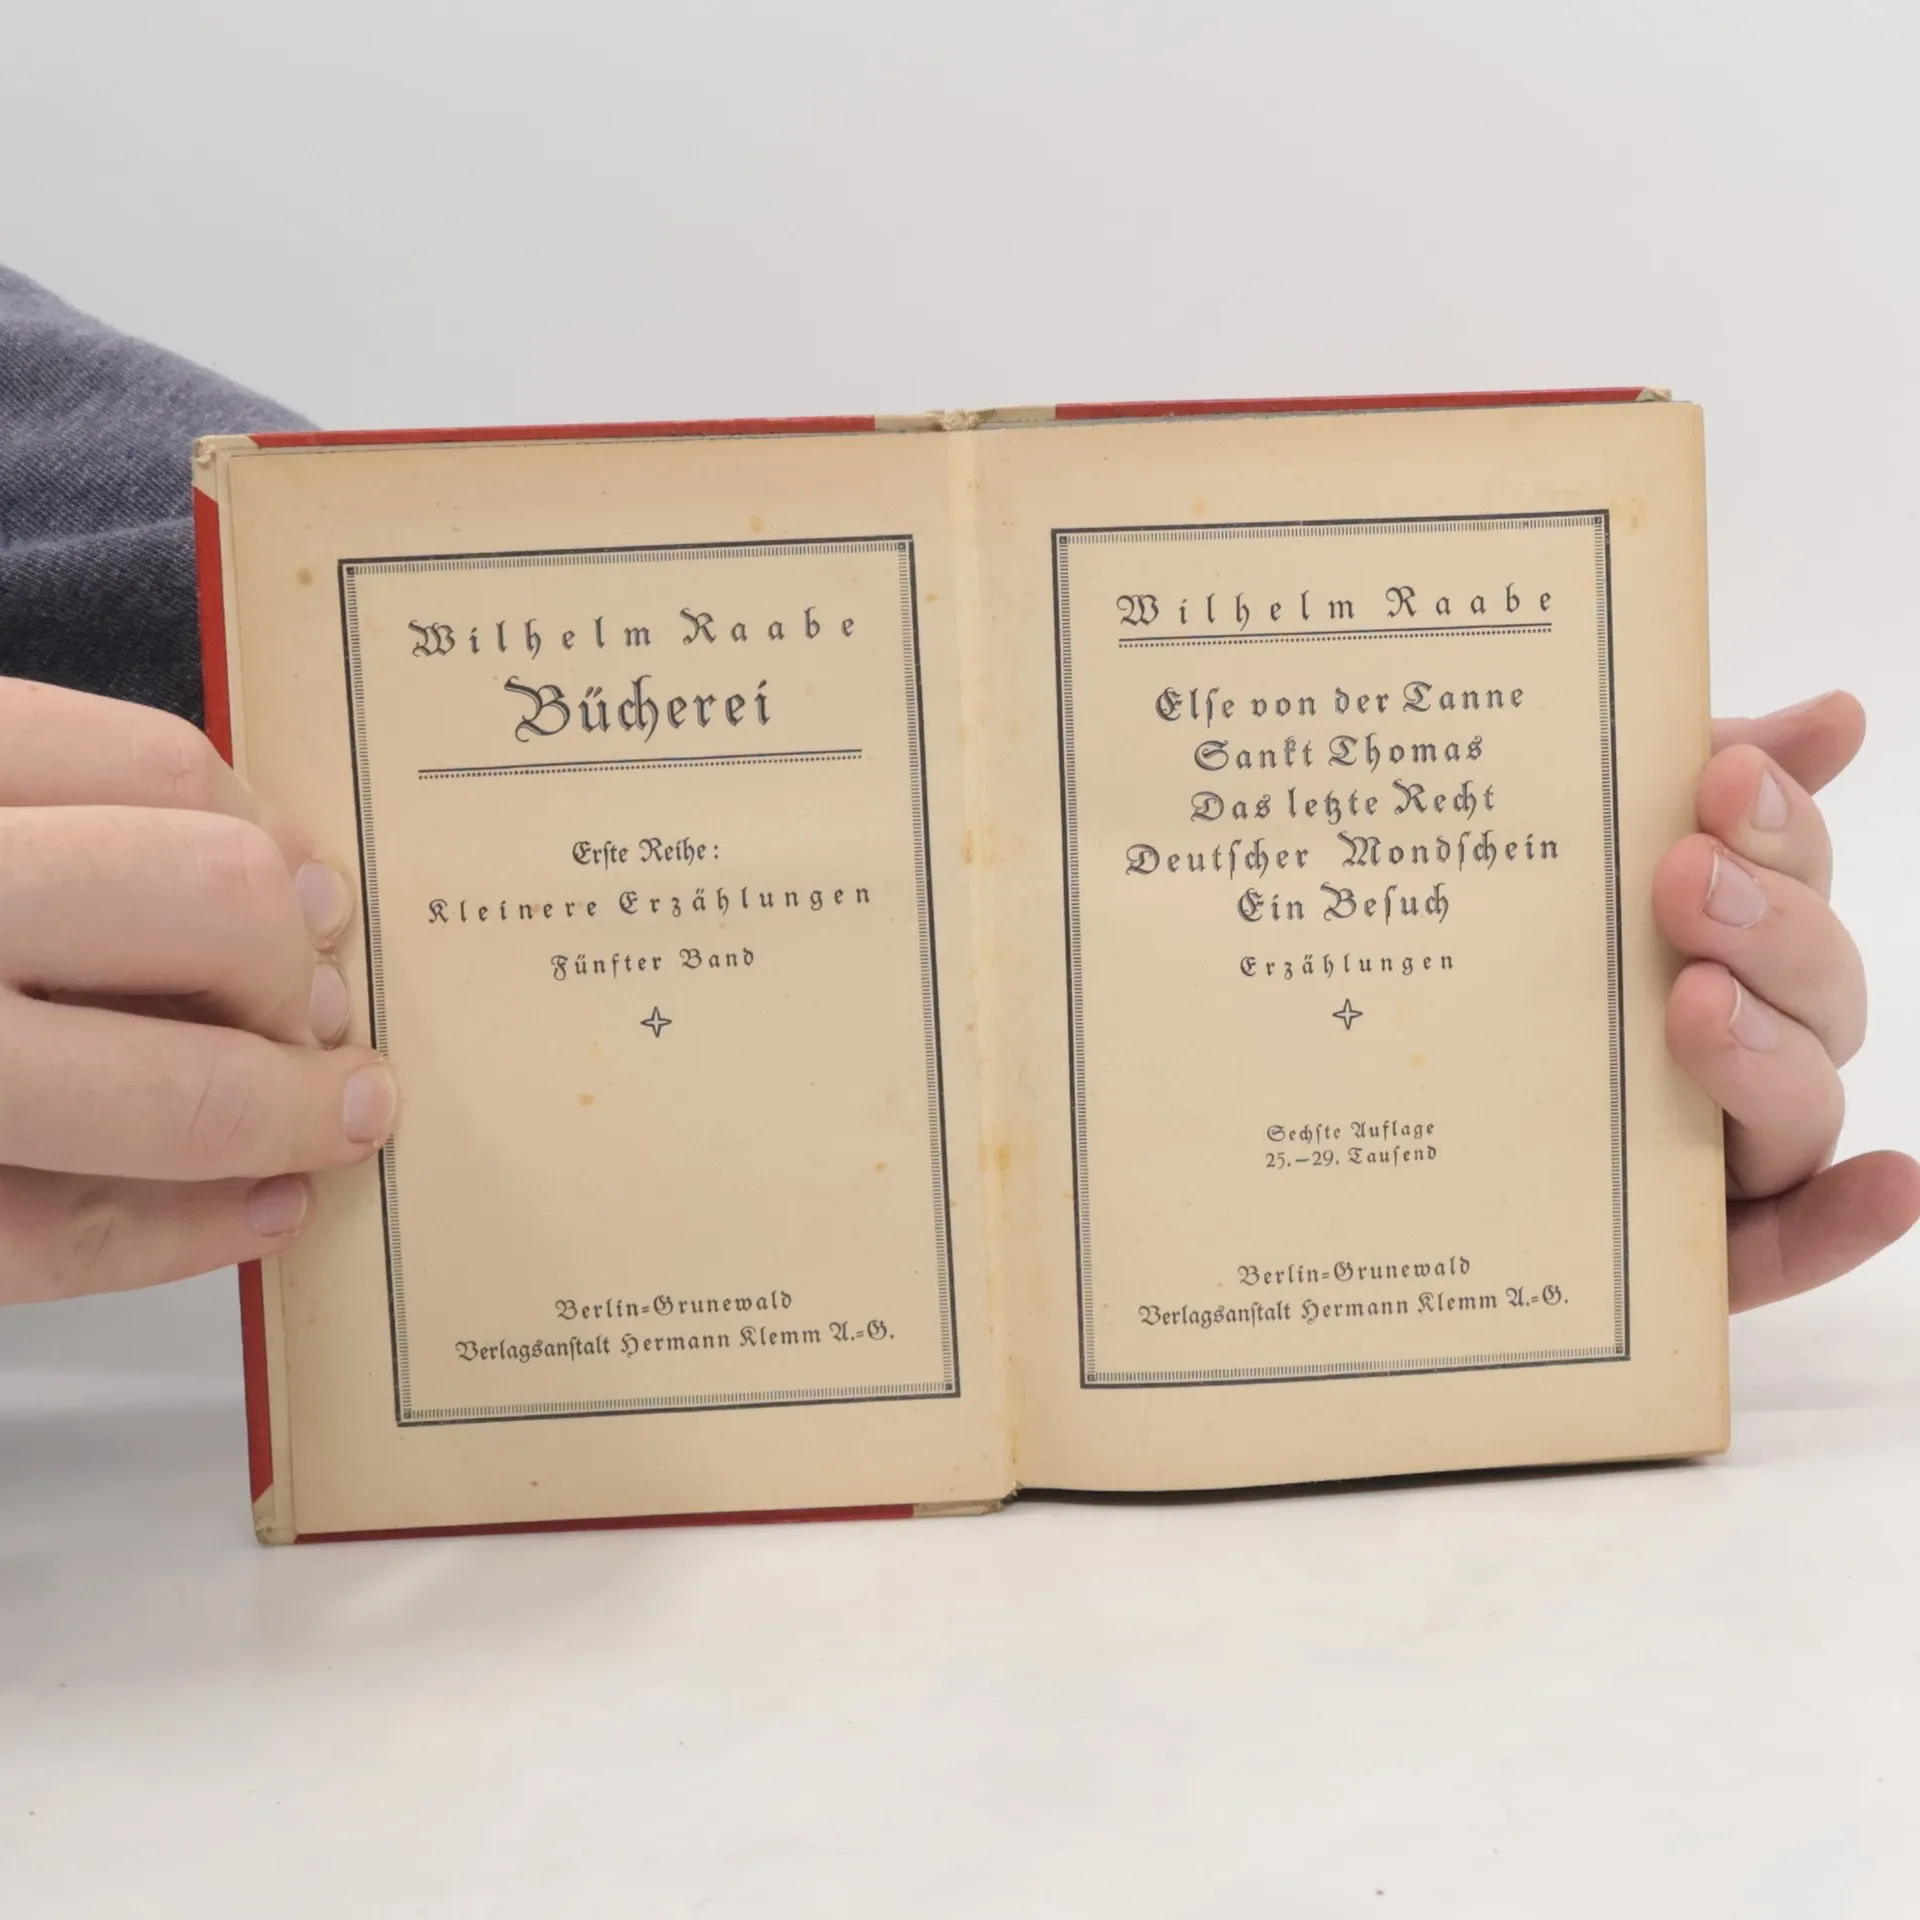 Wilhelm Raabe
Bücherei
Erſte Reihe:
Kleinere Erzählungen
Fünfter Band
Berlin=Grunewald
Verlagsanſtalt Hermann Klemm A.=G.
Wilhelm Raabe
Elſe von der Tanne
Sankt Thomas
Das letzte Recht
Deutſcher Mondſchein
Ein Beſuch
Erzählungen
Sechſte Auflage
25.—29. Tauſend
Berlin=Grunewald
Verlagsanſtalt Hermann Klemm A.=G.